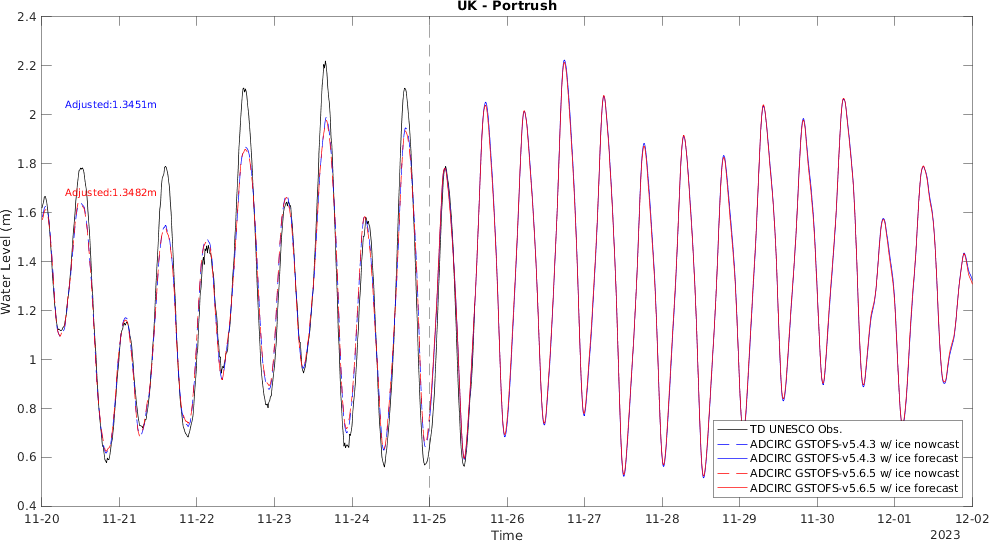 UK - Portrush
2.4
2.2
2
1.8
1.6
1.4
1.2
1
0.8
0.6
0.4
Water Level (m)
Adjusted:1.3451m
Adjusted:1.3482m
TD UNESCO Obs.
ADCIRC GSTOFS-v5.4.3 w/ ice nowcast
ADCIRC GSTOFS-v5.4.3 w/ ice forecast
ADCIRC GSTOFS-v5.6.5 w/ ice nowcast
ADCIRC GSTOFS-v5.6.5 w/ ice forecast
11-20 11-21 11-22 11-23 11-24 11-25 11-26 11-27 11-28 11-29 11-30 12-01 12-02
Time
2023